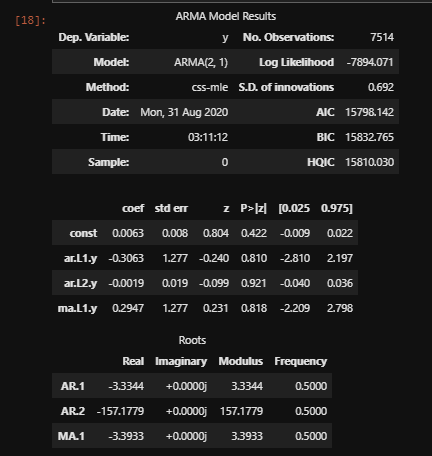 [18]:
ARMA Model Results
Dep. Variable: y No. Observations: 7514
Model: ARMA(2, 1) Log Likelihood -7894.071
Method: css-mle S.D. of innovations 0.692
Date: Mon, 31 Aug 2020 AIC 15798.142
Time: 03:11:12 BIC 15832.765
Sample: 0 HQIC 15810.030
coef std err z P>|z| [0.025 0.975]
const 0.0063 0.008 0.804 0.422 -0.009 0.022
ar.L1.y -0.3063 1.277 -0.240 0.810 -2.810 2.197
ar.L2.y -0.0019 0.019 -0.099 0.921 -0.040 0.036
ma.L1.y 0.2947 1.277 0.231 0.818 -2.209 2.798
Roots
Real Imaginary Modulus Frequency
AR.1 -3.3344 +0.0000j 3.3344 0.5000
AR.2 -157.1779 +0.0000j 157.1779 0.5000
MA.1 -3.3933 +0.0000j 3.3933 0.5000